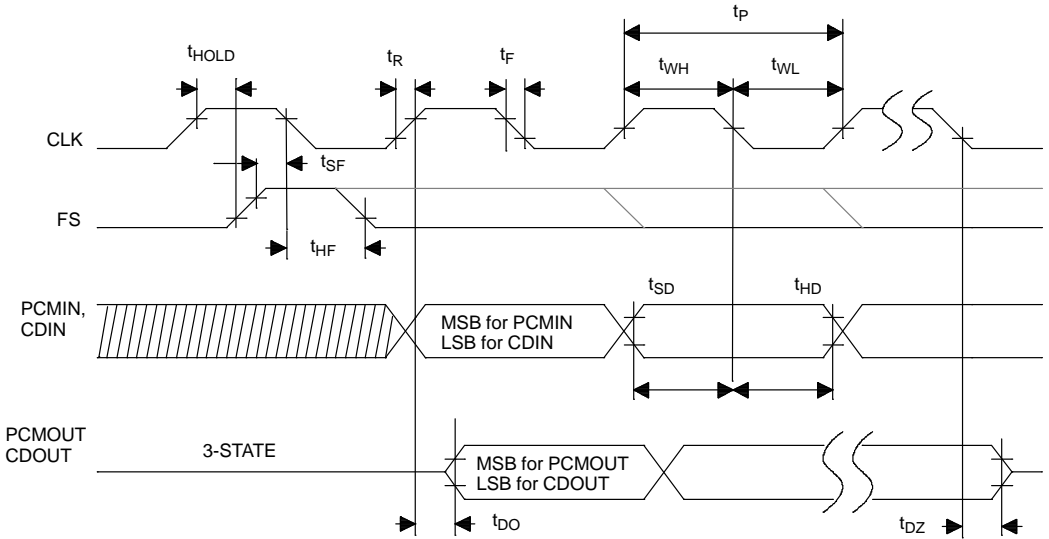 tP
tHOLD
tR
tF
tWH
tWL
CLK
tSF
FS
tHF
tSD
tHD
PCMIN,
CDIN
MSB for PCMIN
LSB for CDIN
PCMOUT
CDOUT
3-STATE
MSB for PCMOUT
LSB for CDOUT
tDO
tDZ